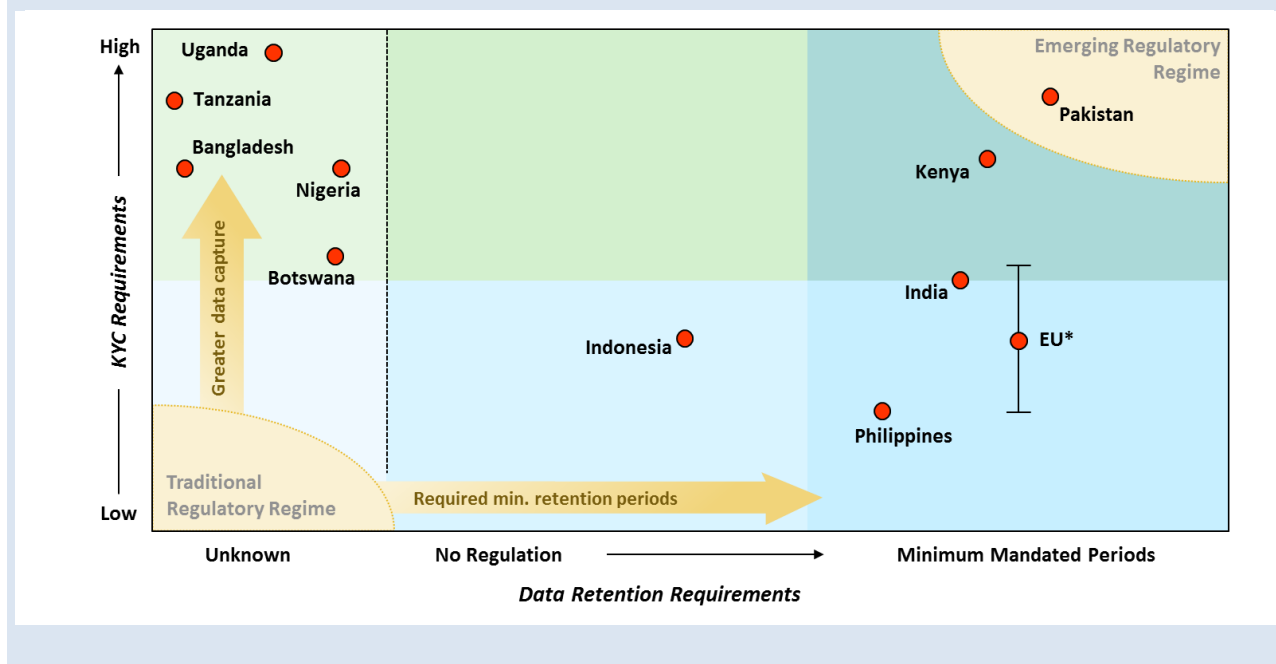 High
Uganda
Emerging Regulatory
Regime
Tanzania
Pakistan
Bangladesh
Kenya
Nigeria
KYC Requirements
Greater data capture
Botswana
India
Indonesia
EU*
Philippines
Traditional
Regulatory Regime
Required min. retention periods
Low
Unknown
No Regulation
Minimum Mandated Periods
Data Retention Requirements